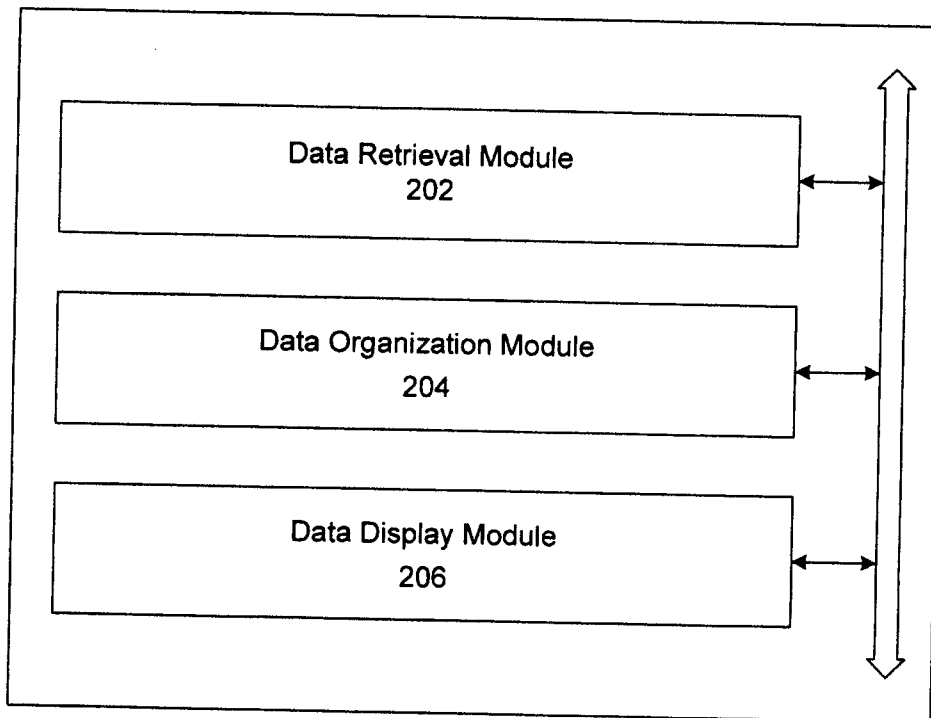 Data Retrieval Module
202
Data Organization Module
204
Data Display Module
206